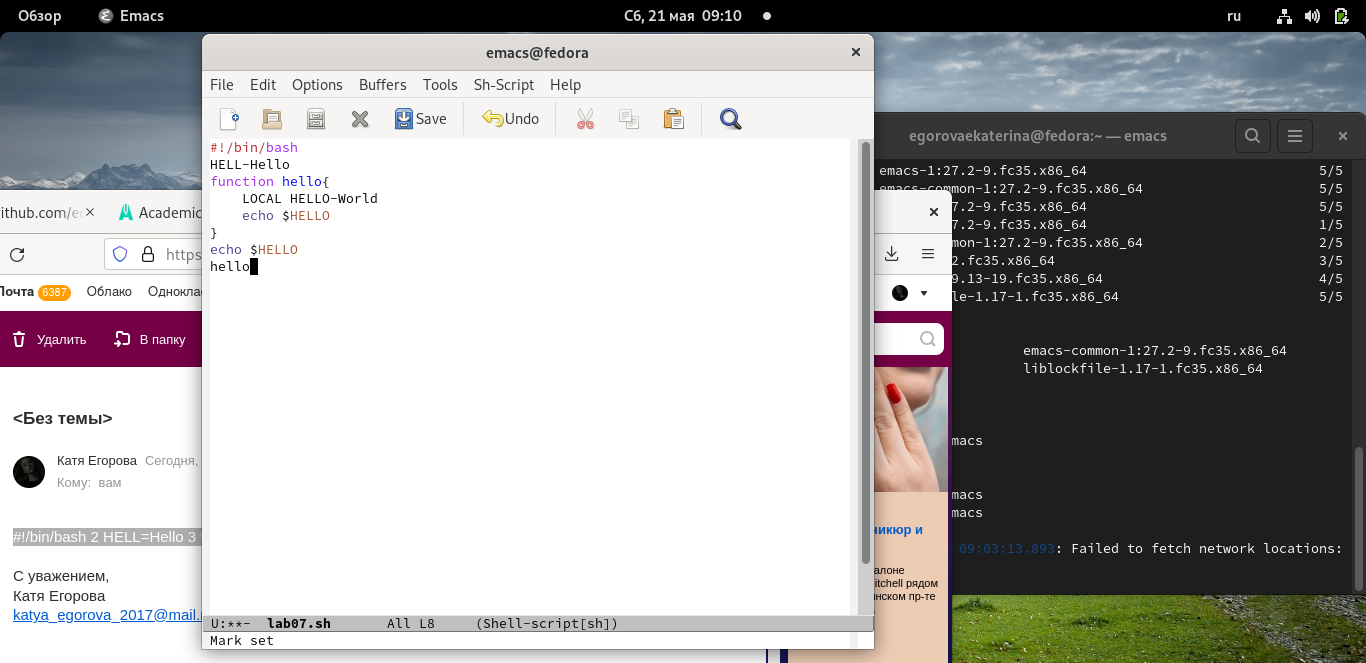 Обзор Emacs Сб, 21 мая 09:10 ru
emacs@fedora
File Edit Options Buffers Tools Sh-Script Help
Save Undo
#!/bin/bash
HELL-Hello
function hello{
LOCAL HELLO-World
echo $HELLO
}
echo $HELLO
hello
U:**- lab07.sh All L8 (Shell-script[sh])
Mark set
ithub.com/e Academic
https
Почта 6387 Облако Однокла
Удалить В папку
<Без темы>
Катя Егорова Сегодня,
Кому: вам
#!/bin/bash 2 HELL=Hello 3
С уважением,
Катя Егорова
katya_egorova_2017@mail.
никюр и
алоне
itchell рядом
инском пр-те
egorovaekaterina@fedora:~ — emacs
emacs-1:27.2-9.fc35.x86_64 5/5
emacs-common-1:27.2-9.fc35.x86_64 5/5
7.2-9.fc35.x86_64 5/5
7.2-9.fc35.x86_64 1/5
mon-1:27.2-9.fc35.x86_64 2/5
2.fc35.x86_64 3/5
9.13-19.fc35.x86_64 4/5
le-1.17-1.fc35.x86_64 5/5
emacs-common-1:27.2-9.fc35.x86_64
liblockfile-1.17-1.fc35.x86_64
macs
macs
macs
09:03:13.893: Failed to fetch network locations: